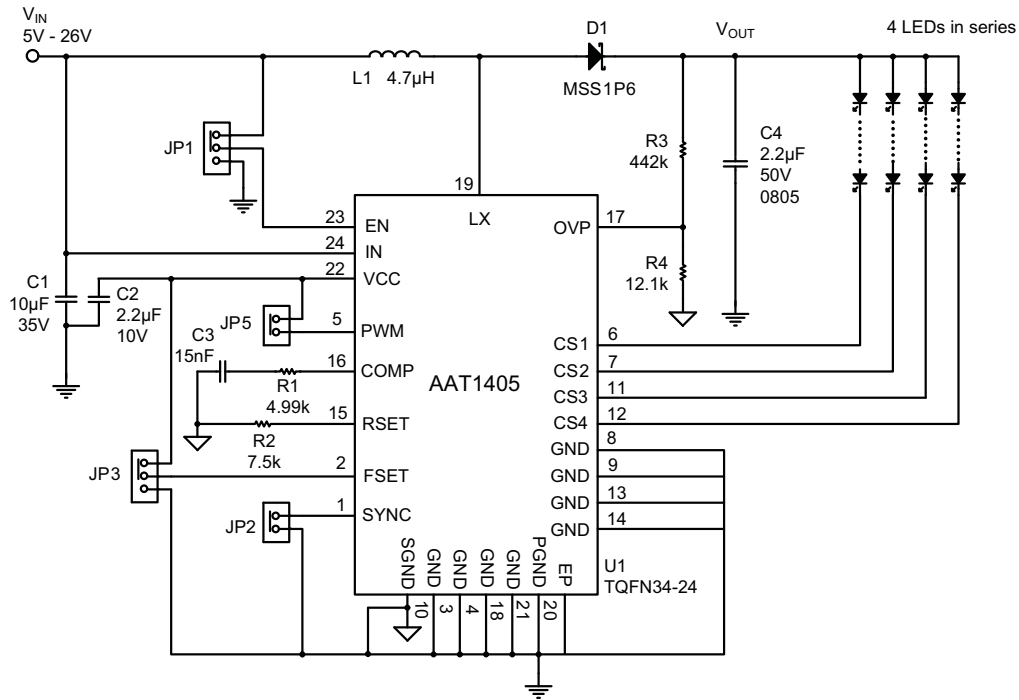 VIN
5V - 26V
D1
MSS1P6
VOUT
4 LEDs in series
L1 4.7µH
JP1
R3
442k
C4
2.2µF
50V
0805
19
LX
23
EN
24
IN
22
VCC
17
OVP
R4
12.1k
C1
10µF
35V
C2
2.2µF
10V
JP5
5
PWM
C3
15nF
16
COMP
R1
4.99k
AAT1405
6
CS1
7
CS2
11
CS3
12
CS4
15
RSET
R2
7.5k
8
GND
9
GND
13
GND
14
GND
JP3
2
FSET
JP2
1
SYNC
SGND
GND
GND
GND
GND
PGND
EP
10
3
4
18
21
20
U1
TQFN34-24